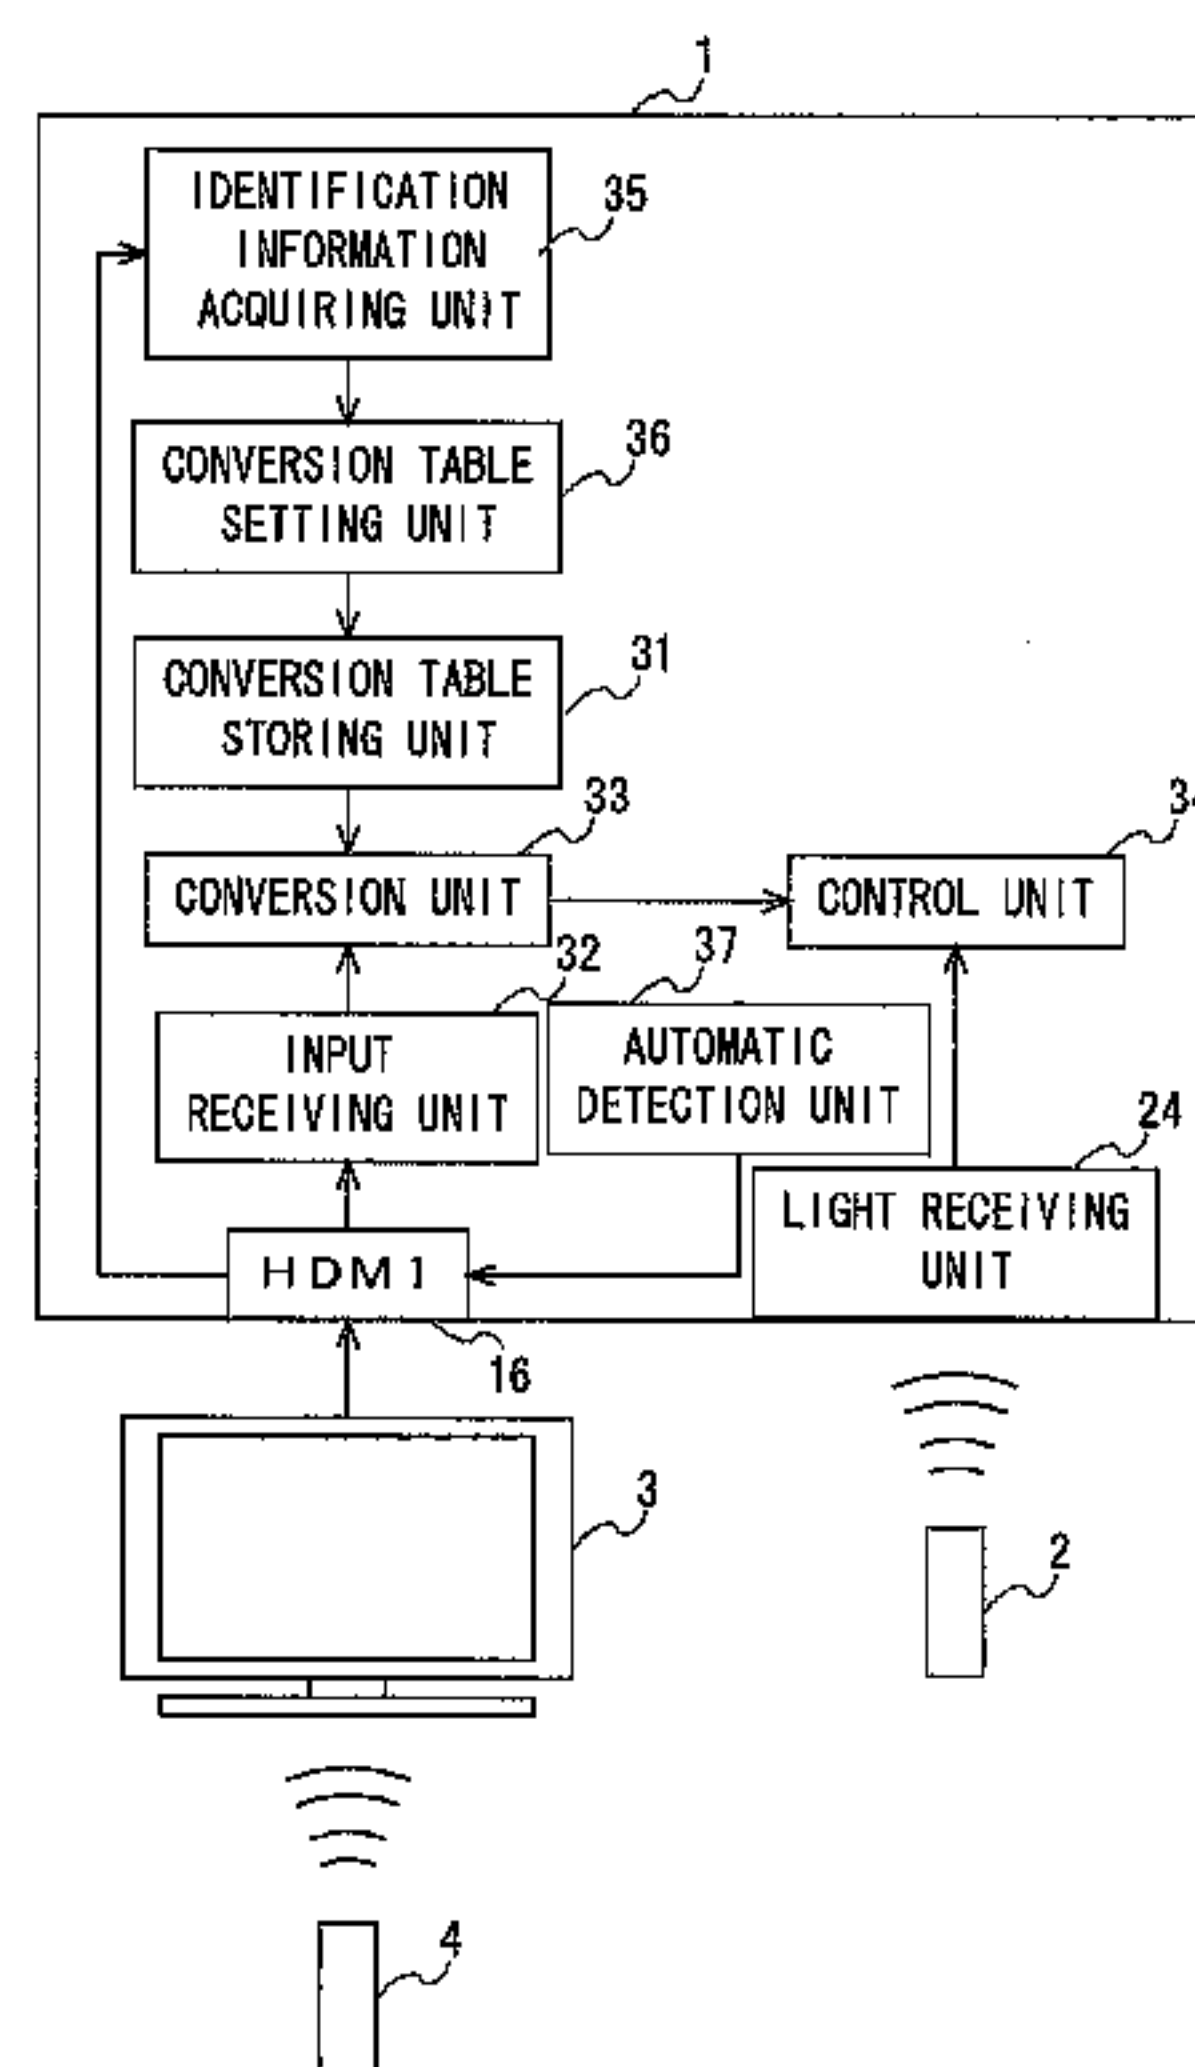 1
IDENTIFICATION
INFORMATION
ACQUIRING UNIT
35
CONVERSION TABLE
SETTING UNIT
36
CONVERSION TABLE
STORING UNIT
31
33
CONVERSION UNIT
34
CONTROL UNIT
32
37
INPUT
RECEIVING UNIT
AUTOMATIC
DETECTION UNIT
24
LIGHT RECEIVING
UNIT
HDMI
16
3
2
4